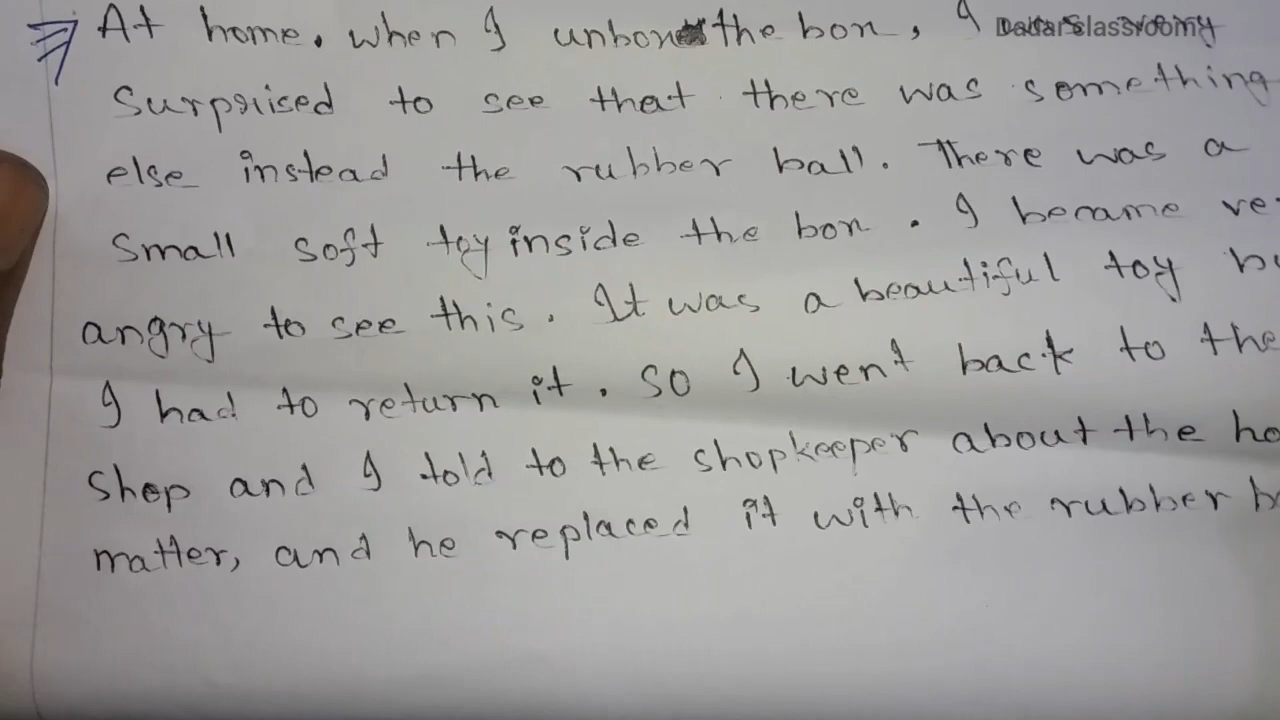 At home, when I unbox the box, I
Surprised to see that there was something
else instead the rubber ball. There was a
Small soft toy inside the box. I became ve
angry to see this. It was a beautiful toy b
I had to return it. So I went back to the
Shop and I told to the shopkeeper about the
matter, and he replaced it with the rubber